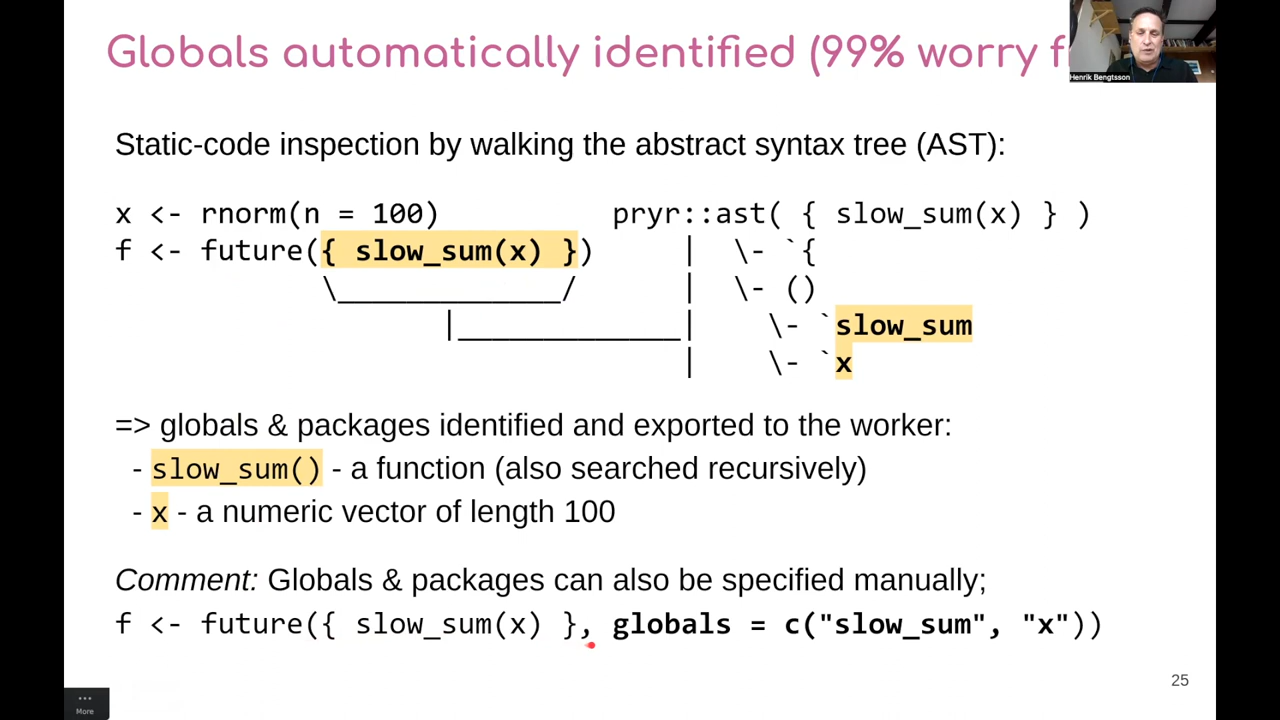 Globals automatically identified (99% worry
Henrik Bengtsson
Static-code inspection by walking the abstract syntax tree (AST):
x <- rnorm(n = 100) pryr::ast( { slow_sum(x) } )
f <- future({ slow_sum(x) }) | \- `{
\_____________/ | \- ()
|_____________| \- `slow_sum
| \- `x
=> globals & packages identified and exported to the worker:
- slow_sum() - a function (also searched recursively)
- x - a numeric vector of length 100
Comment: Globals & packages can also be specified manually;
f <- future({ slow_sum(x) }, globals = c("slow_sum", "x"))
25
More